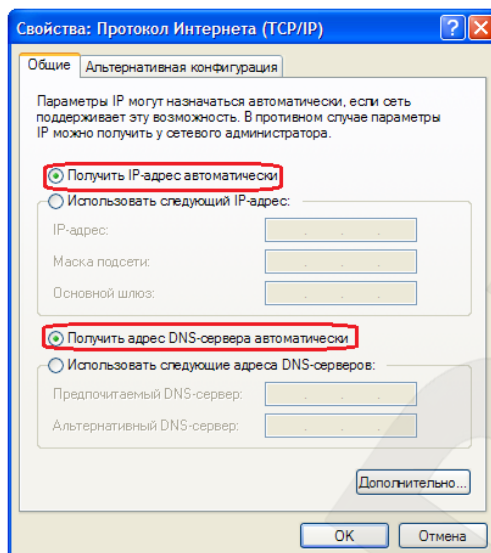 Свойства: Протокол Интернета (TCP/IP)
Общие
Альтернативная конфигурация
Параметры IP могут назначаться автоматически, если сеть
поддерживает эту возможность. В противном случае параметры
IP можно получить у сетевого администратора.
Получить IP-адрес автоматически
Использовать следующий IP-адрес:
IP-адрес:
Маска подсети:
Основной шлюз:
Получить адрес DNS-сервера автоматически
Использовать следующие адреса DNS-серверов:
Предпочитаемый DNS-сервер:
Альтернативный DNS-сервер:
Дополнительно...
OK
Отмена